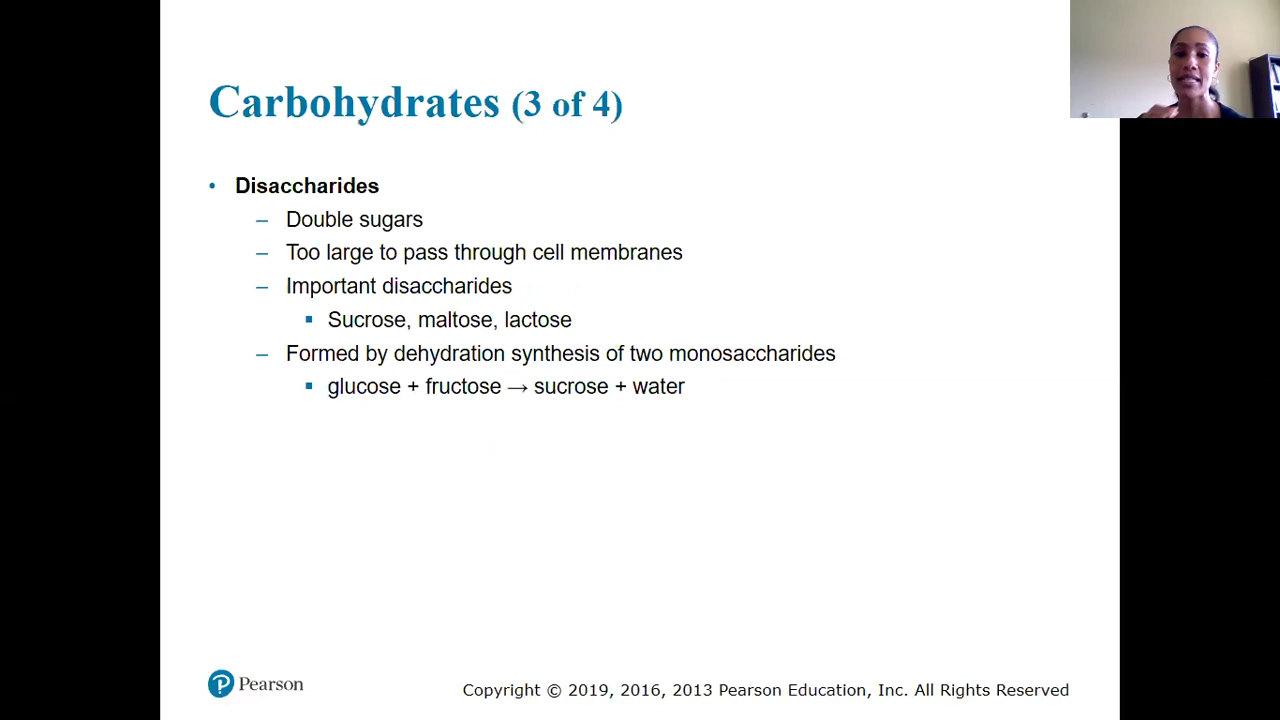 Carbohydrates (3 of 4)
• Disaccharides
– Double sugars
– Too large to pass through cell membranes
– Important disaccharides
▪ Sucrose, maltose, lactose
– Formed by dehydration synthesis of two monosaccharides
▪ glucose + fructose → sucrose + water
P Pearson
Copyright © 2019, 2016, 2013 Pearson Education, Inc. All Rights Reserved